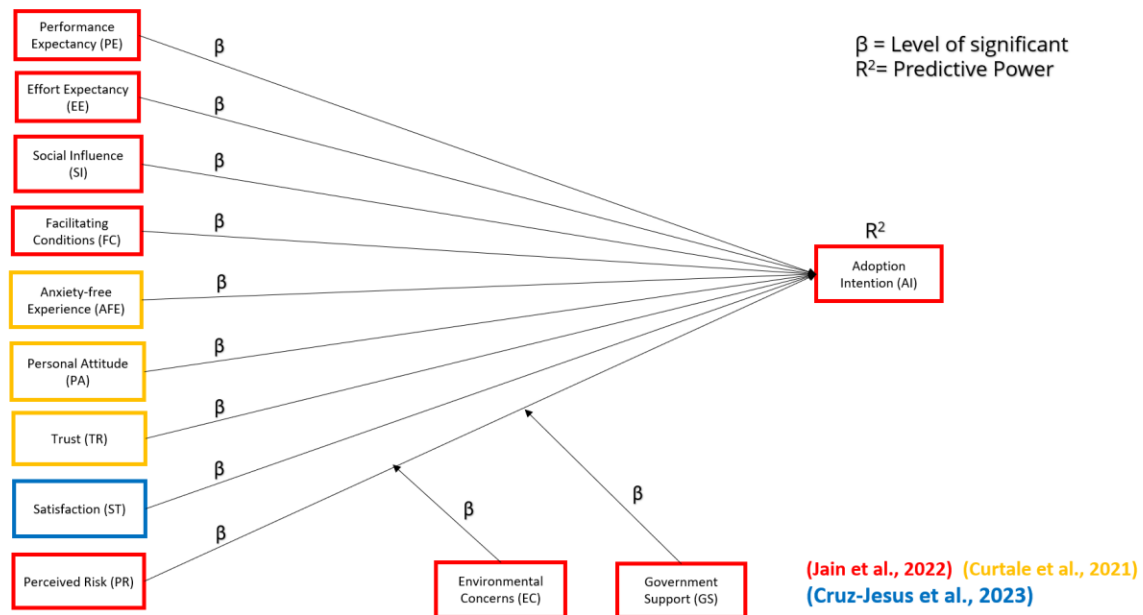 Performance
Expectancy (PE)
β
β = Level of significant
R²= Predictive Power
Effort Expectancy
(EE)
β
Social Influence
(SI)
β
Facilitating
Conditions (FC)
β
R²
Adoption
Intention (AI)
Anxiety-free
Experience (AFE)
β
Personal Attitude
(PA)
β
Trust (TR)
β
Satisfaction (ST)
β
Perceived Risk (PR)
β
β
β
Environmental
Concerns (EC)
Government
Support (GS)
(Jain et al., 2022) (Curtale et al., 2021)
(Cruz-Jesus et al., 2023)